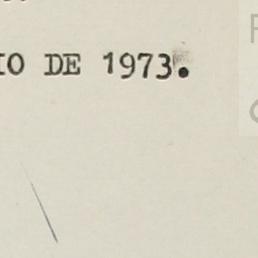 IO DE 1973.